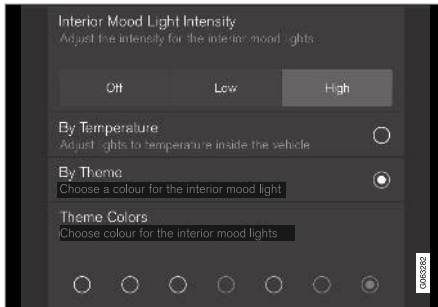 Interior Mood Light Intensity
Adjust the intensity for the interior mood lights
Off Low High
By Temperature
Adjust lights to temperature inside the vehicle
By Theme
Choose a colour for the interior mood light
Theme Colors
Choose colour for the interior mood lights
G063282